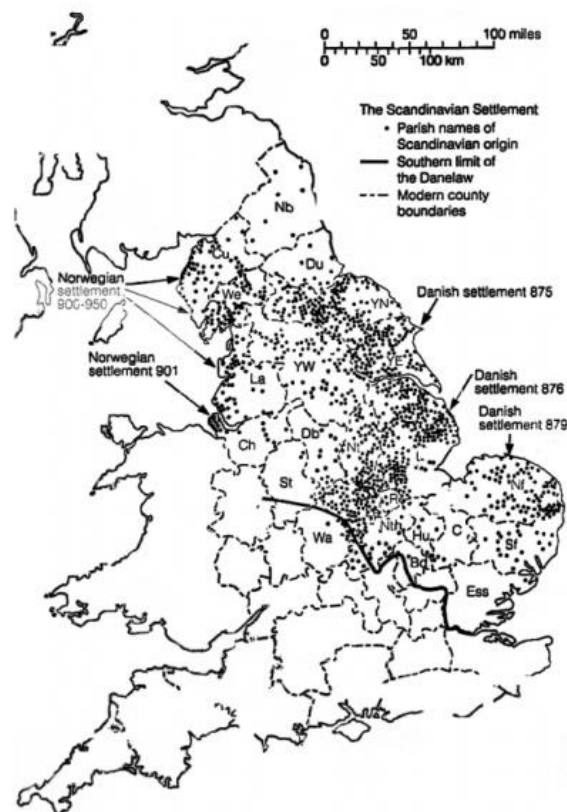 0 50 100 miles
0 50 100 km
The Scandinavian Settlement
• Parish names of
Scandinavian origin
Southern limit of
the Danelaw
Modern county
boundaries
Nb
Cu
Du
Norwegian
settlement
900-950
We
YN
Danish settlement 875
Norwegian
settlement 901
YW
YE
La
Danish
settlement 876
Danish
settlement 879
Ch
Db
N
L
St
R
Nf
Nth
Hu
C
Sf
Wa
Bd
Ess